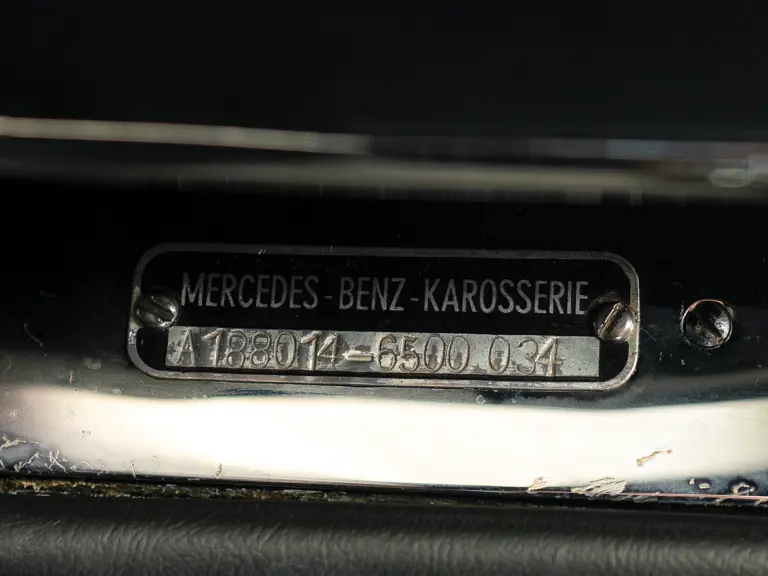 MERCEDES-BENZ-KAROSSERIE
A 188014-6500 034